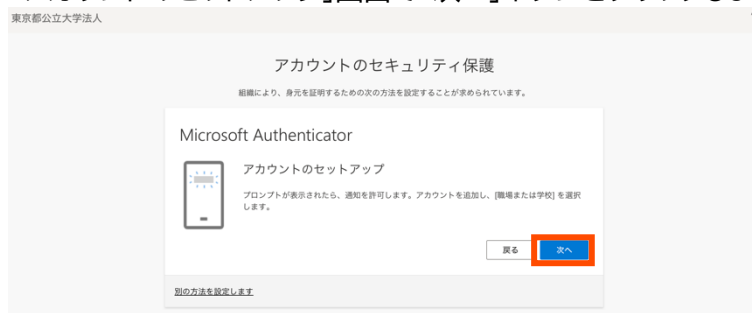 東京都公立大学法人
アカウントのセキュリティ保護
組織により、身元を証明するための次の方法を設定することが求められています。
Microsoft Authenticator
アカウントのセットアップ
プロンプトが表示されたら、通知を許可します。アカウントを追加し、[職場または学校] を選択
します。
戻る
次へ
別の方法を設定します